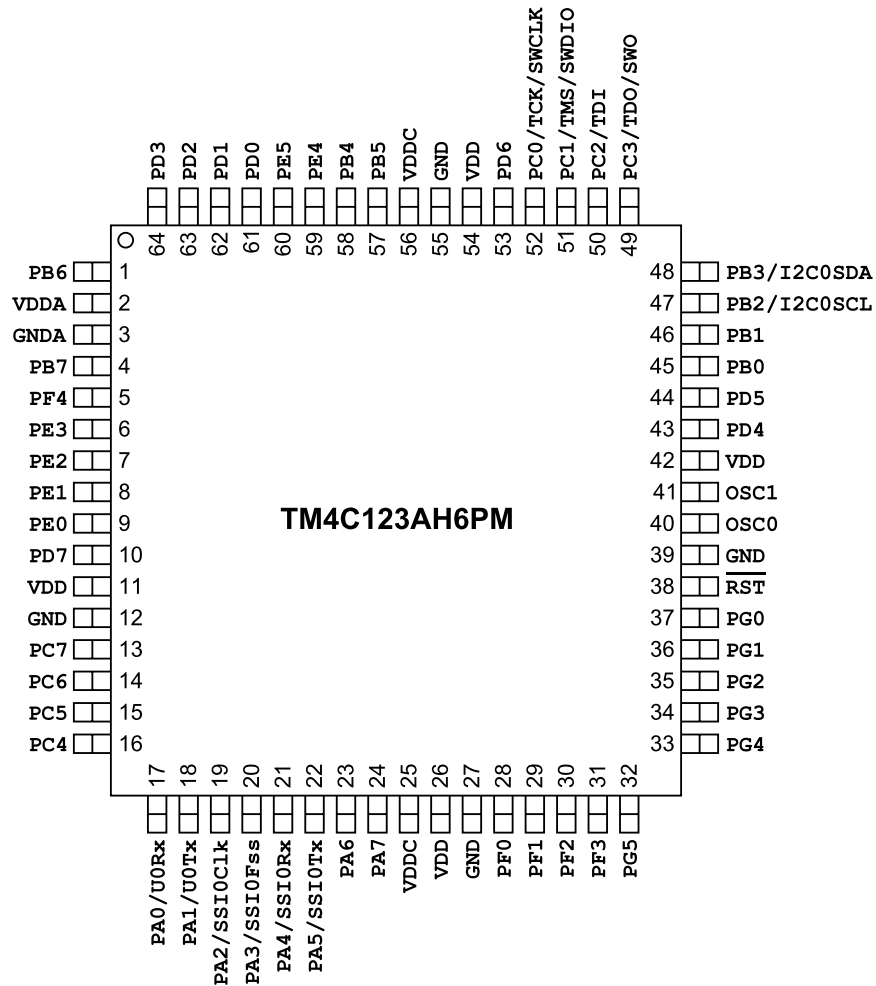 PC0/TCK/SWCLK
PC1/TMS/SWDIO
PC2/TDI
PC3/TDO/SWO
PD3
PD2
PD1
PD0
PE5
PE4
PB4
PB5
VDDC
GND
VDD
PD6
64 63 62 61 60 59 58 57 56 55 54 53 52 51 50 49
PB6 1 48 PB3/I2C0SDA
VDDA 2 47 PB2/I2C0SCL
GNDA 3 46 PB1
PB7 4 45 PB0
PF4 5 44 PD5
PE3 6 43 PD4
PE2 7 42 VDD
PE1 8 41 OSC1
PE0 9 40 OSC0
TM4C123AH6PM
PD7 10 39 GND
VDD 11 38 RST
GND 12 37 PG0
PC7 13 36 PG1
PC6 14 35 PG2
PC5 15 34 PG3
PC4 16 33 PG4
17 18 19 20 21 22 23 24 25 26 27 28 29 30 31 32
PA0/U0Rx
PA1/U0Tx
PA2/SSI0Clk
PA3/SSI0Fss
PA4/SSI0Rx
PA5/SSI0Tx
PA6
PA7
VDDC
VDD
GND
PF0
PF1
PF2
PF3
PG5